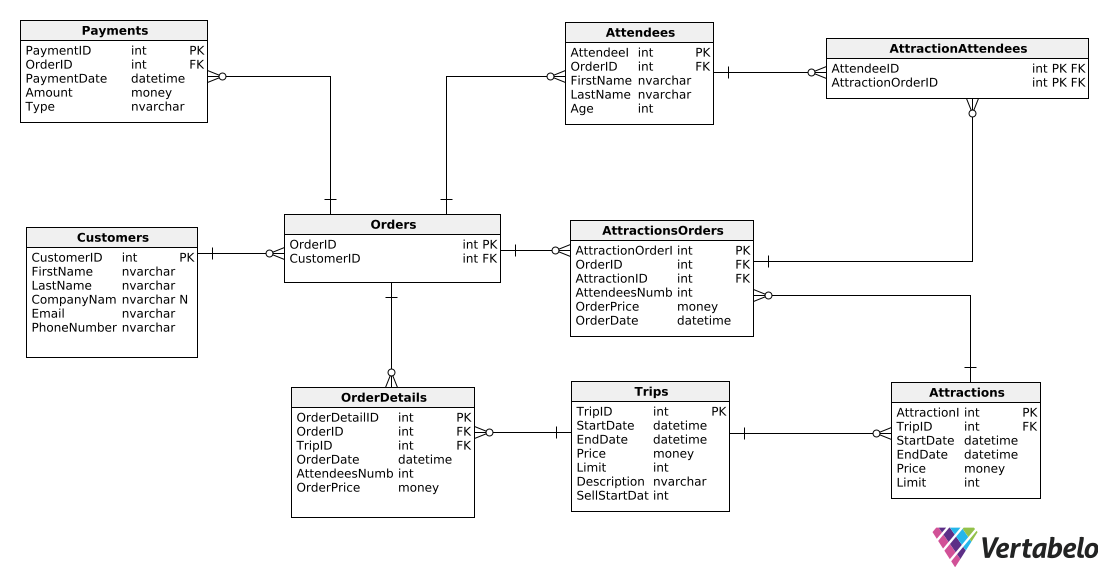 Payments
PaymentID int PK
OrderID int FK
PaymentDate datetime
Amount money
Type nvarchar
Attendees
AttendeeI int PK
OrderID int FK
FirstName nvarchar
LastName nvarchar
Age int
AttractionAttendees
AttendeeID int PK FK
AttractionOrderID int PK FK
Customers
CustomerID int PK
FirstName nvarchar
LastName nvarchar
CompanyNam nvarchar N
Email nvarchar
PhoneNumber nvarchar
Orders
OrderID int PK
CustomerID int FK
AttractionsOrders
AttractionOrderI int PK
OrderID int FK
AttractionID int FK
AttendeesNumb int
OrderPrice money
OrderDate datetime
OrderDetails
OrderDetailID int PK
OrderID int FK
TripID int FK
OrderDate datetime
AttendeesNumb int
OrderPrice money
Trips
TripID int PK
StartDate datetime
EndDate datetime
Price money
Limit int
Description nvarchar
SellStartDat int
Attractions
AttractionI int PK
TripID int FK
StartDate datetime
EndDate datetime
Price money
Limit int
Vertabelo